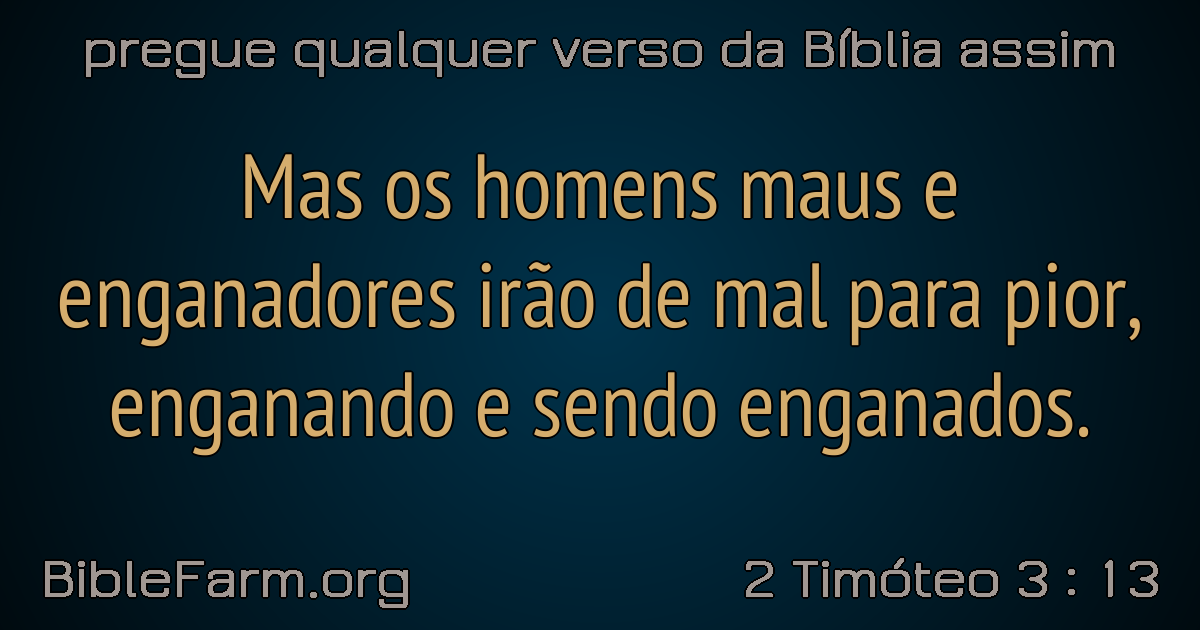 pregue qualquer verso da Bíblia assim
Mas os homens maus e
enganadores irão de mal para pior,
enganando e sendo enganados.
BibleFarm.org
2 Timóteo 3 : 13